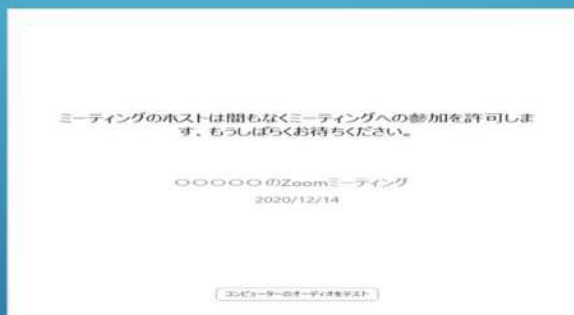 ミーティングのホストは間もなくミーティングへの参加を許可しま
す、もうしばらくお待ちください。
〇〇〇〇〇のZoomミーティング
2020/12/14
コンピューターのオーディオをテスト